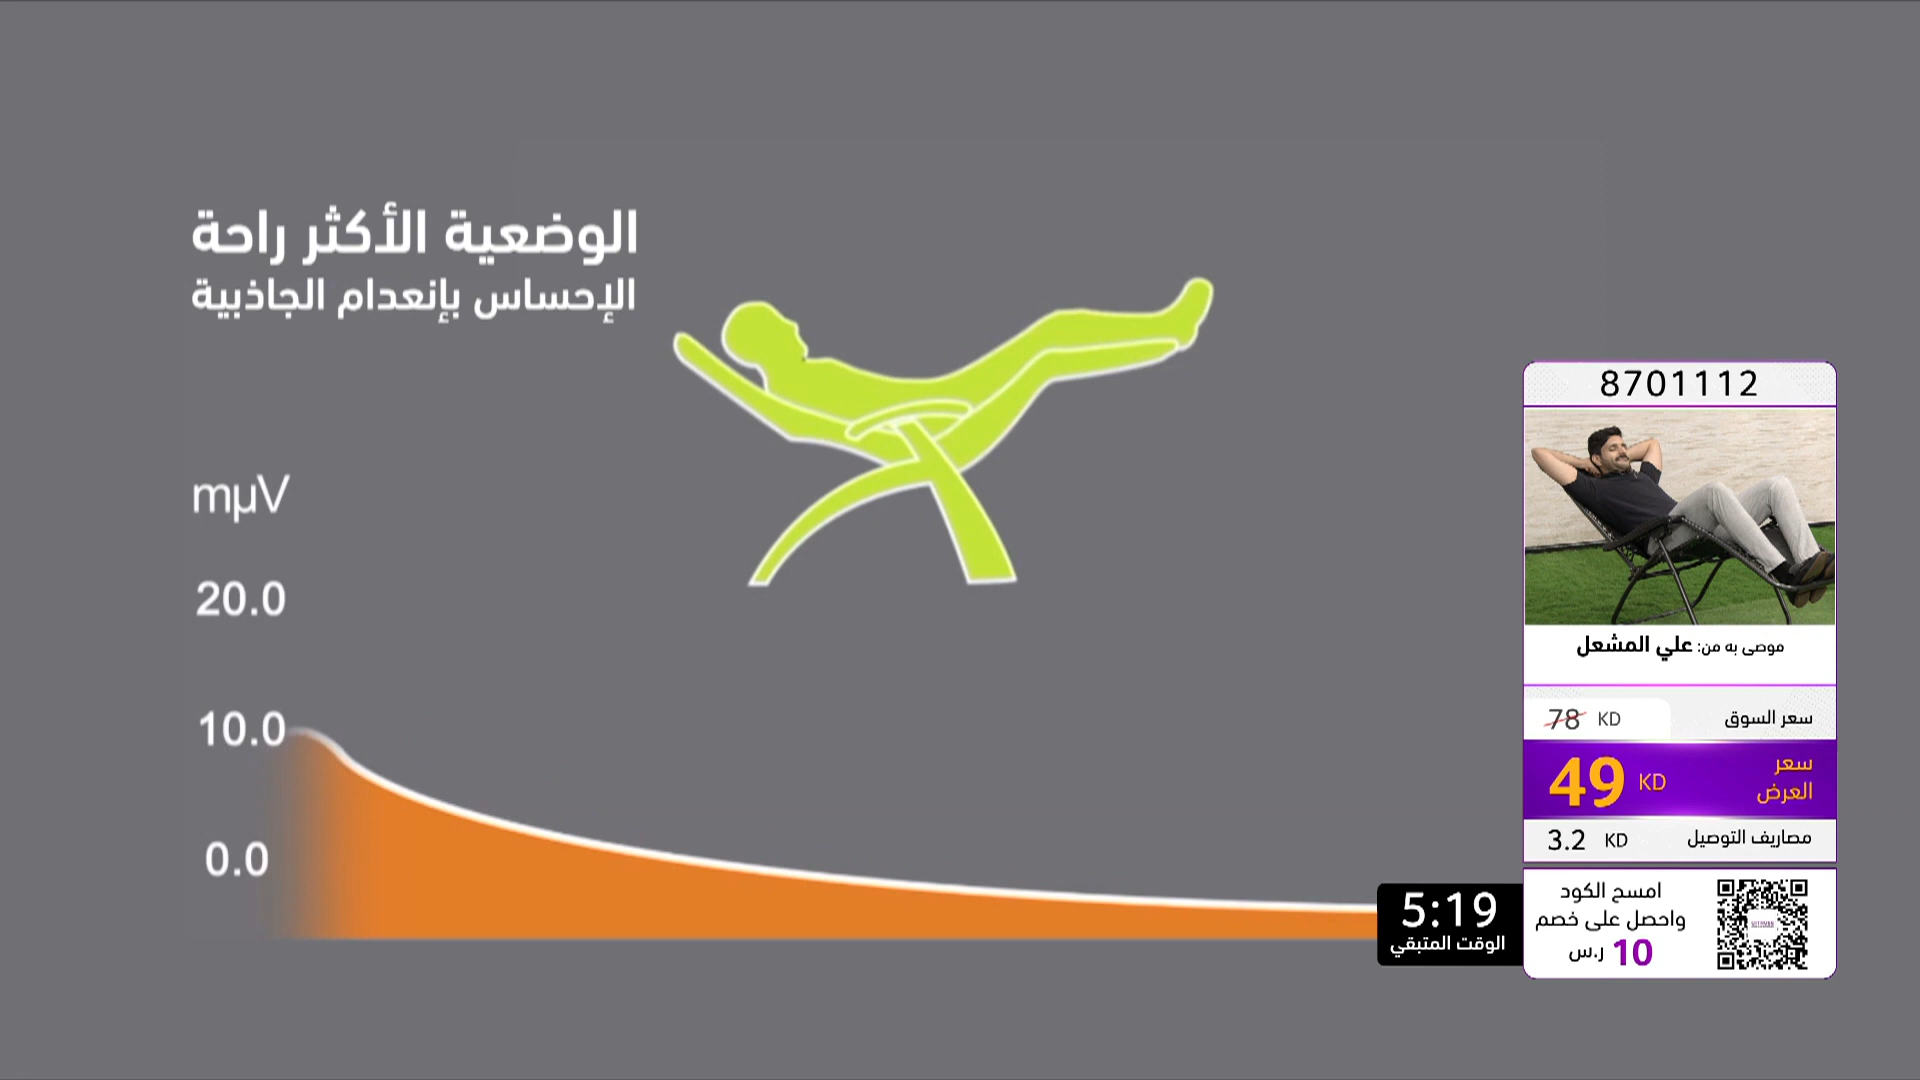 الوضعية الأكثر راحة
الإحساس بإنعدام الجاذبية
mµV
20.0
10.0
0.0
8701112
موصى به من: علي المشعل
سعر السوق 78 KD
سعر العرض 49 KD
مصاريف التوصيل 3.2 KD
امسح الكود
واحصل على خصم
10 ر.س
5:19
الوقت المتبقي